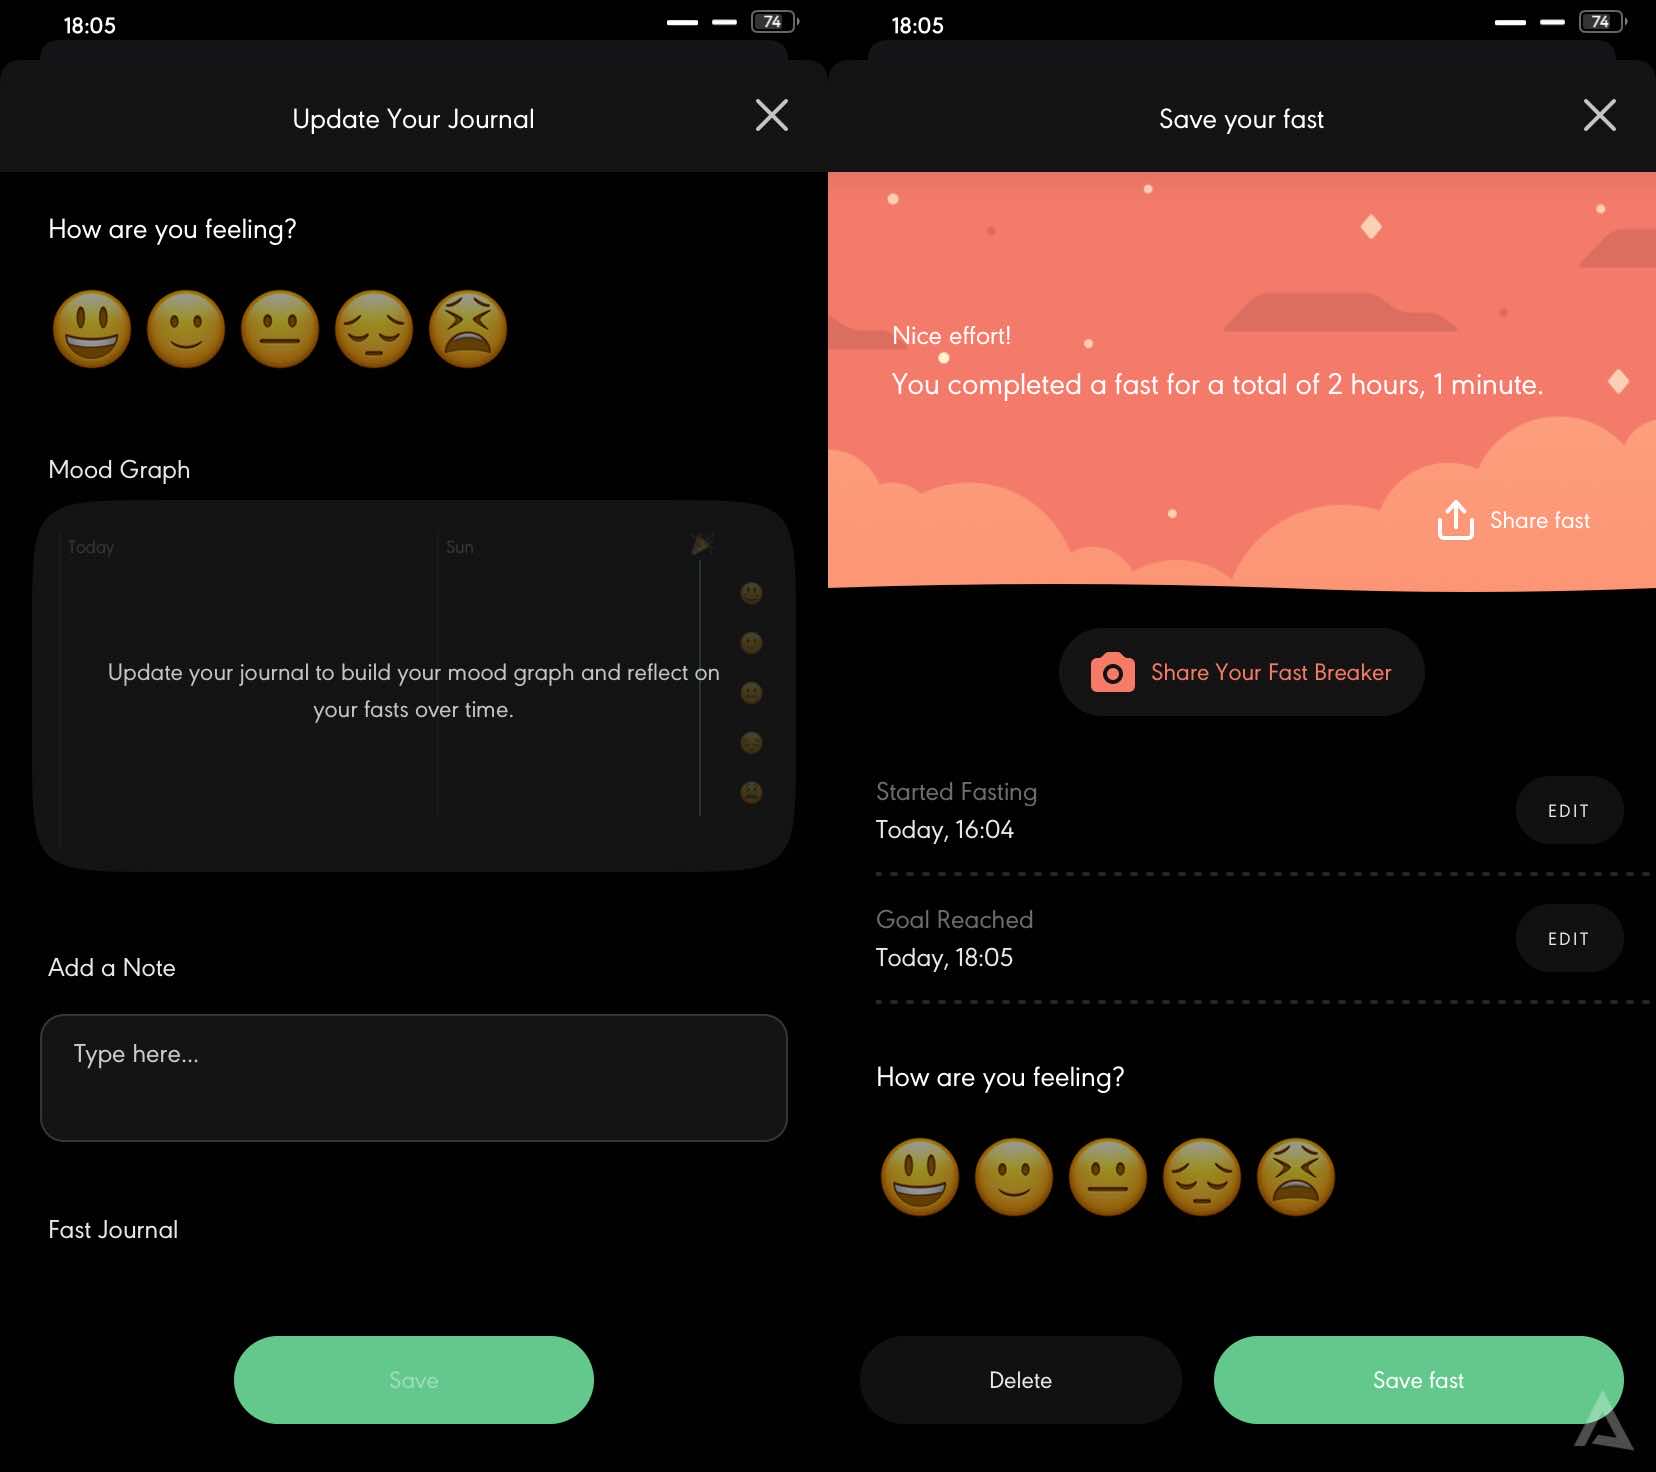 18:05
74
Update Your Journal
How are you feeling?
Mood Graph
Today
Sun
Update your journal to build your mood graph and reflect on
your fasts over time.
Add a Note
Type here...
Fast Journal
Save
18:05
74
Save your fast
Nice effort!
You completed a fast for a total of 2 hours, 1 minute.
Share fast
Share Your Fast Breaker
Started Fasting
Today, 16:04
EDIT
Goal Reached
Today, 18:05
EDIT
How are you feeling?
Delete
Save fast